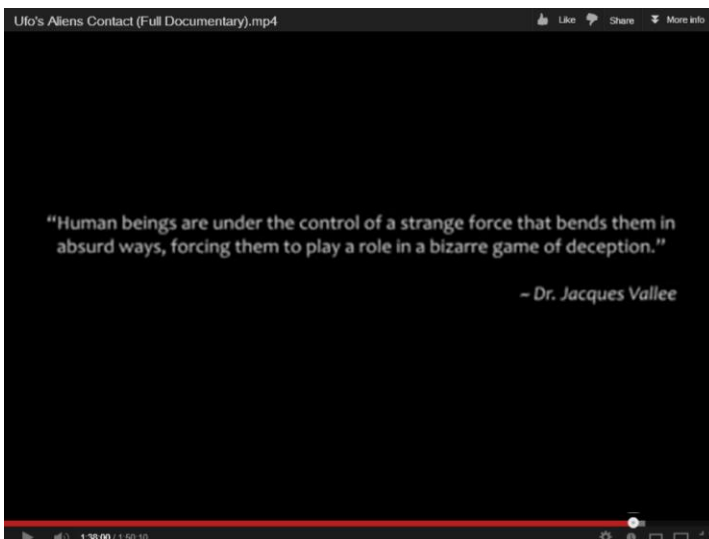 Ufo's Aliens Contact (Full Documentary).mp4 Like Share More info
“Human beings are under the control of a strange force that bends them in
absurd ways, forcing them to play a role in a bizarre game of deception.”
~ Dr. Jacques Vallee
1:38:00 / 1:50:10